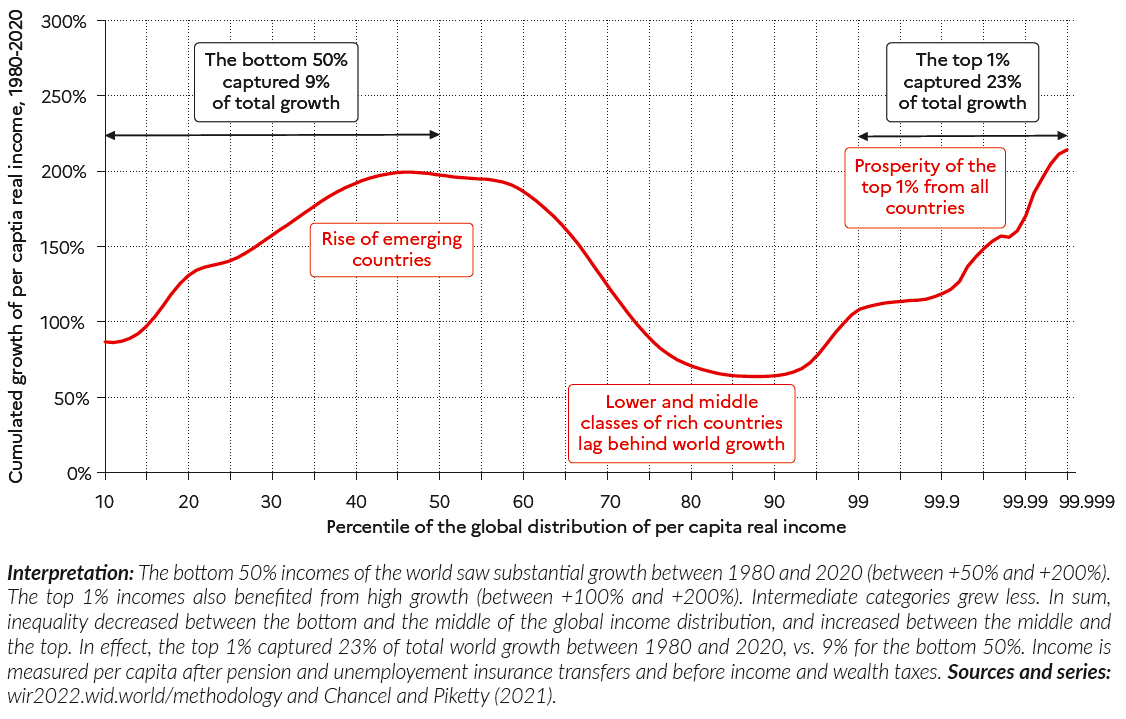 300%
250%
200%
150%
100%
50%
0%
Cumulated growth of per captia real income, 1980-2020
The bottom 50%
captured 9%
of total growth
The top 1%
captured 23%
of total growth
Prosperity of the
top 1% from all
countries
Rise of emerging
countries
Lower and middle
classes of rich countries
lag behind world growth
10 20 30 40 50 60 70 80 90 99 99.9 99.99 99.999
Percentile of the global distribution of per capita real income
Interpretation: The bottom 50% incomes of the world saw substantial growth between 1980 and 2020 (between +50% and +200%).
The top 1% incomes also benefited from high growth (between +100% and +200%). Intermediate categories grew less. In sum,
inequality decreased between the bottom and the middle of the global income distribution, and increased between the middle and
the top. In effect, the top 1% captured 23% of total world growth between 1980 and 2020, vs. 9% for the bottom 50%. Income is
measured per capita after pension and unemployement insurance transfers and before income and wealth taxes. Sources and series:
wir2022.wid.world/methodology and Chancel and Piketty (2021).